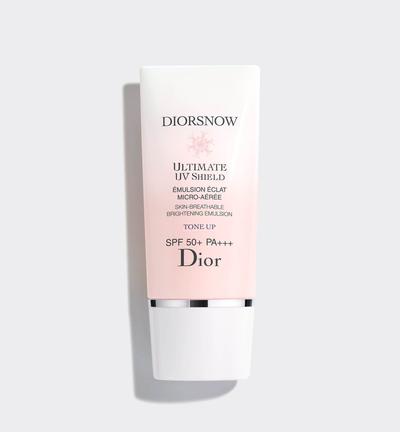 DIORSNOW
ULTIMATE
UV SHIELD
ÉMULSION ÉCLAT
MICRO-AÉRÉE
SKIN-BREATHABLE
BRIGHTENING EMULSION
TONE UP
SPF 50+ PA+++
Dior